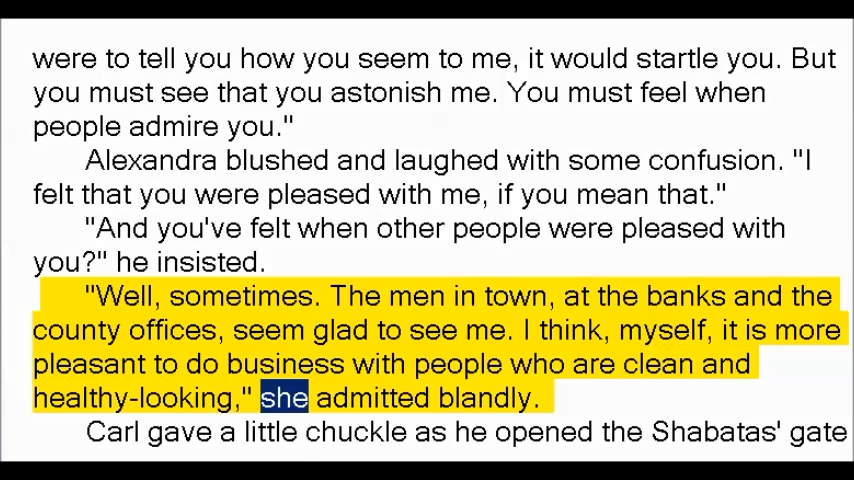 were to tell you how you seem to me, it would startle you. But
you must see that you astonish me. You must feel when
people admire you."
Alexandra blushed and laughed with some confusion. "I
felt that you were pleased with me, if you mean that."
"And you've felt when other people were pleased with
you?" he insisted.
"Well, sometimes. The men in town, at the banks and the
county offices, seem glad to see me. I think, myself, it is more
pleasant to do business with people who are clean and
healthy-looking," she admitted blandly.
Carl gave a little chuckle as he opened the Shabatas' gate